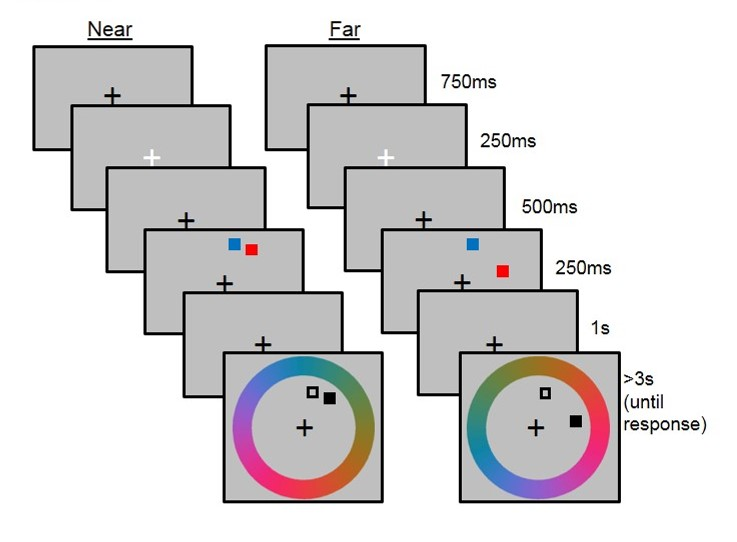 Near
Far
750ms
250ms
500ms
250ms
1s
>3s
(until
response)